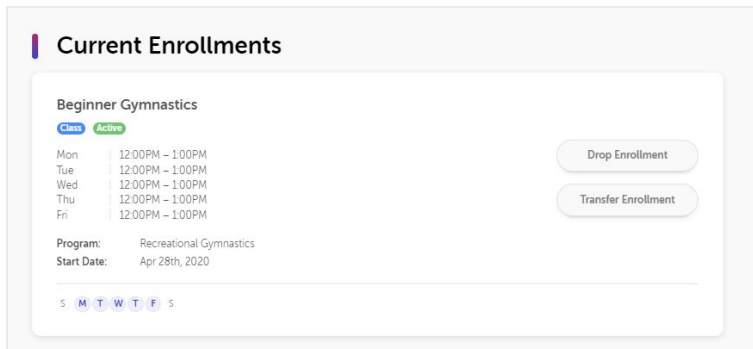 Current Enrollments
Beginner Gymnastics
Class Active
Mon 12:00PM – 1:00PM
Tue 12:00PM – 1:00PM
Wed 12:00PM – 1:00PM
Thu 12:00PM – 1:00PM
Fri 12:00PM – 1:00PM
Program: Recreational Gymnastics
Start Date: Apr 28th, 2020
S M T W T F S
Drop Enrollment
Transfer Enrollment